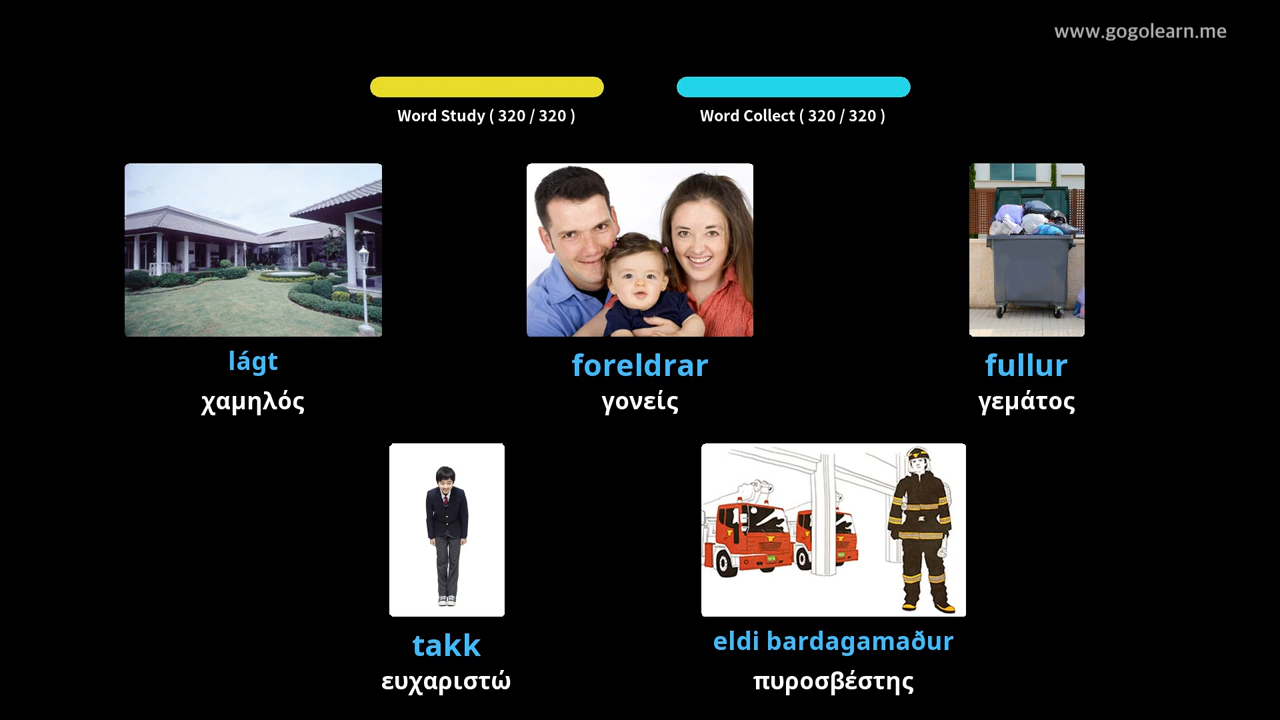 www.gogolearn.me
Word Study ( 320 / 320 )
Word Collect ( 320 / 320 )
lágt
χαμηλός
foreldrar
γονείς
fullur
γεμάτος
takk
ευχαριστώ
eldi bardagamaður
πυροσβέστης